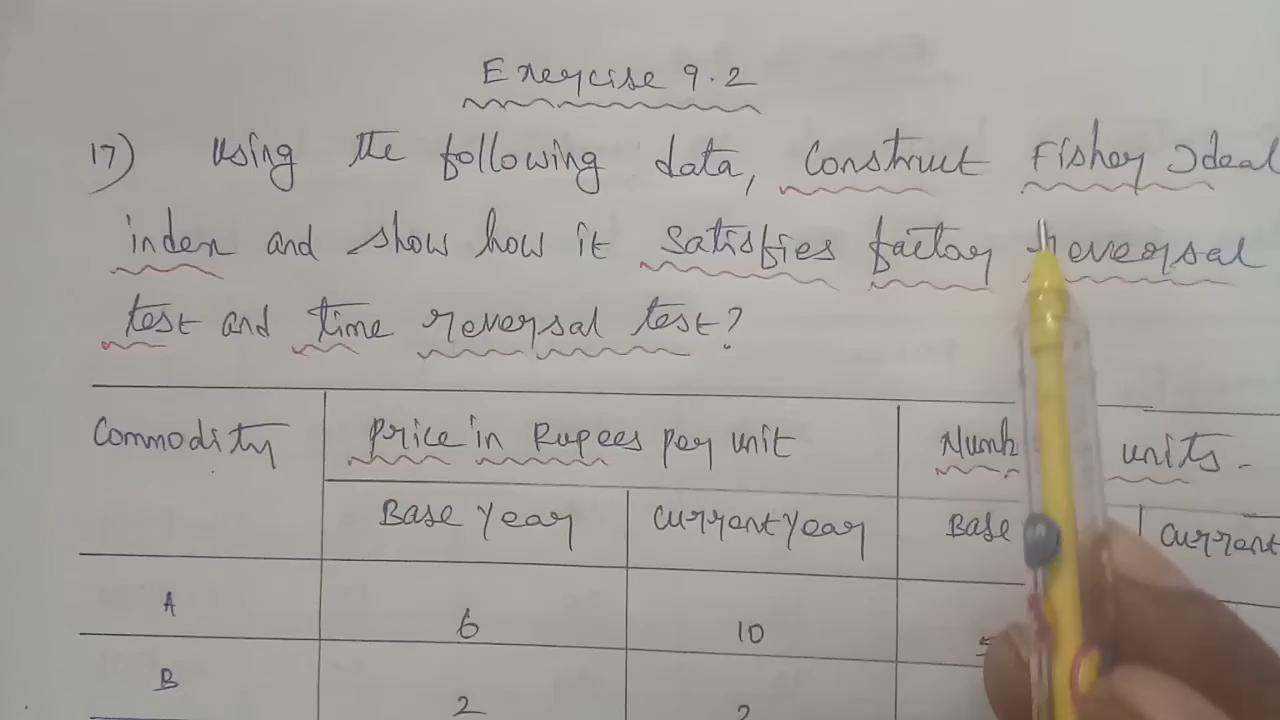 Exercise 9.2
17) Using the following data, Construct Fisher Ideal
index and show how it satisfies factor reversal
test and time reversal test?
Commodity Price in Rupees per unit units.
Base year Current year Base Current
A 6 10
B 2 2